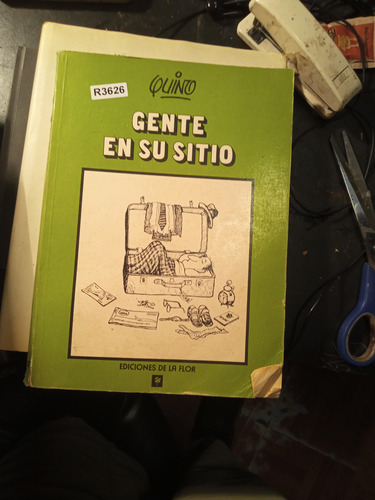 R3626
QUINO
GENTE
EN SU SITIO
EDICIONES DE LA FLOR